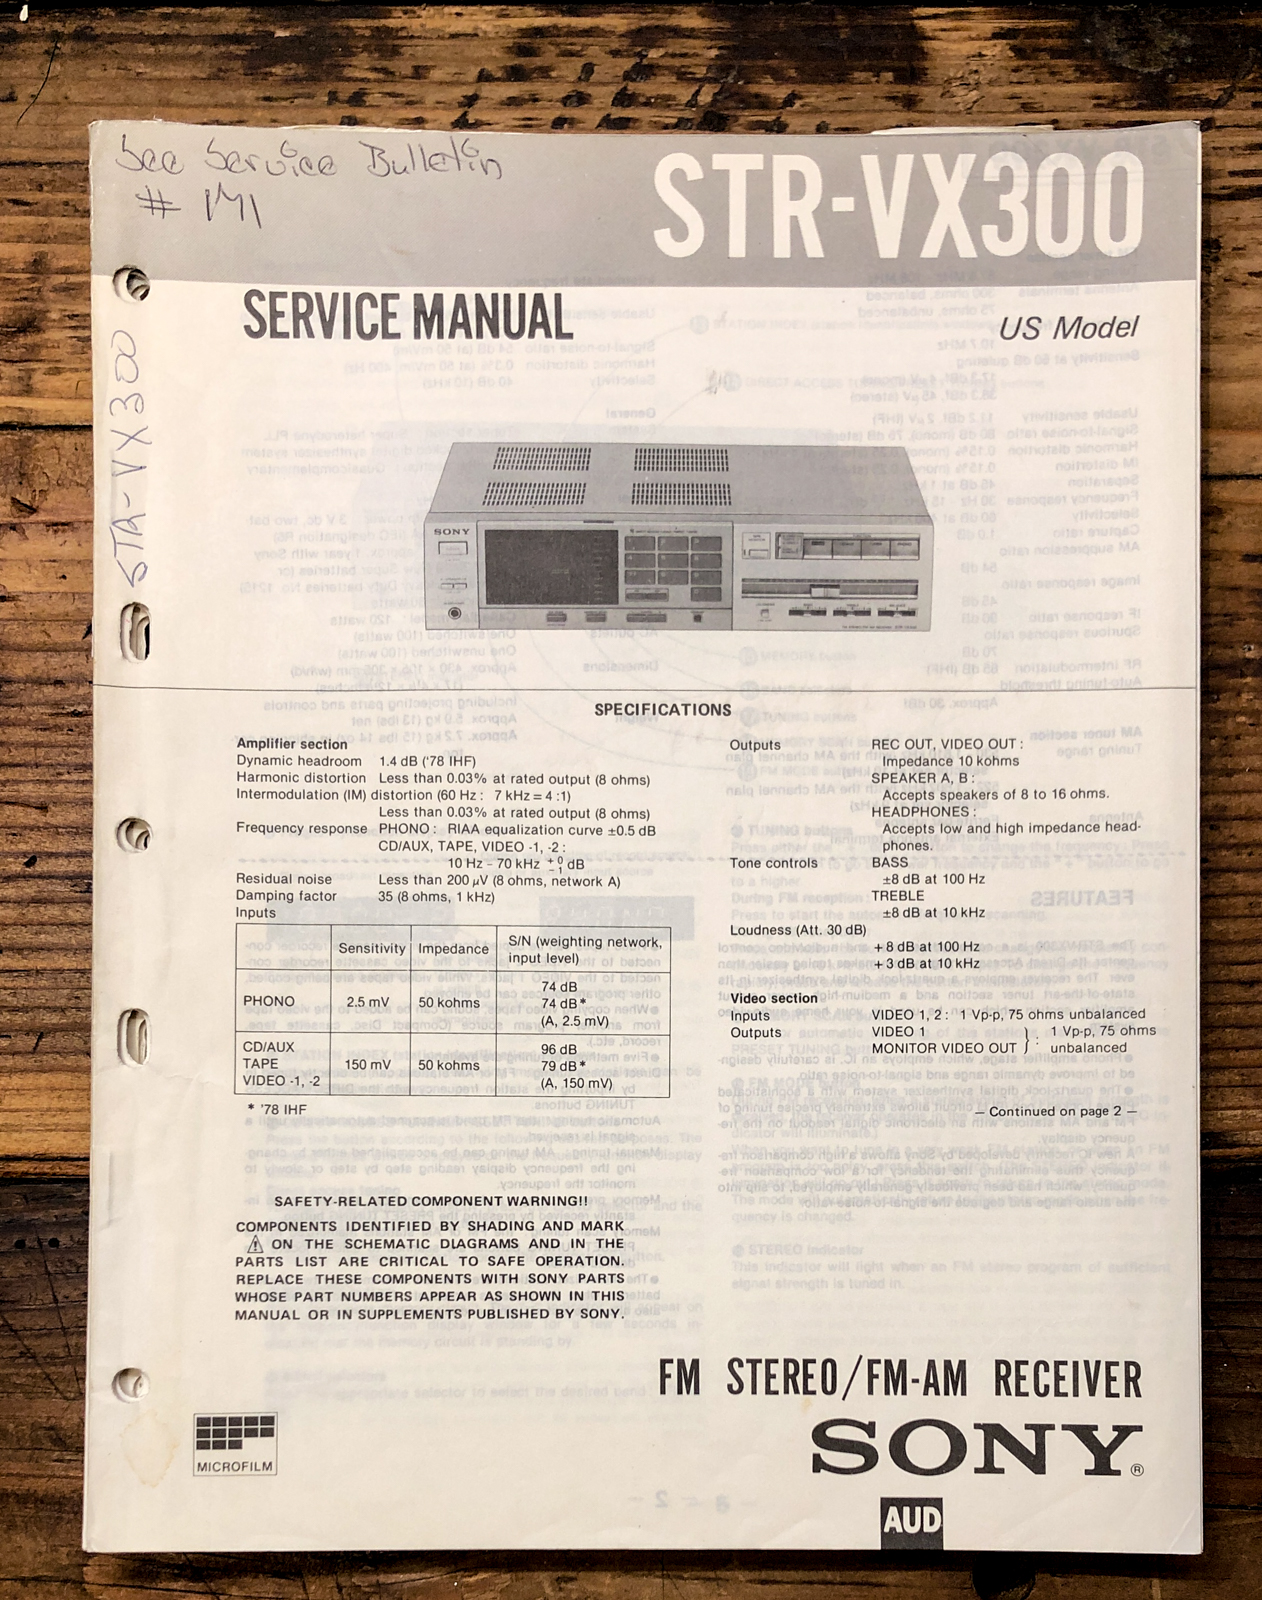 See Service Bulletin
# 171
STR-VX300
STR-VX300
SERVICE MANUAL
US Model
SONY
SPECIFICATIONS
Amplifier section
Dynamic headroom 1.4 dB ('78 IHF)
Harmonic distortion Less than 0.03% at rated output (8 ohms)
Intermodulation (IM) distortion (60 Hz : 7 kHz = 4 :1)
Less than 0.03% at rated output (8 ohms)
Frequency response PHONO : RIAA equalization curve ±0.5 dB
CD/AUX, TAPE, VIDEO -1, -2 :
10 Hz – 70 kHz +0 −1 dB
Residual noise Less than 200 μV (8 ohms, network A)
Damping factor 35 (8 ohms, 1 kHz)
Inputs
Sensitivity Impedance S/N (weighting network, input level)
PHONO 2.5 mV 50 kohms 74 dB
74 dB*
(A, 2.5 mV)
CD/AUX 96 dB
TAPE 150 mV 50 kohms 79 dB*
VIDEO -1, -2 (A, 150 mV)
* '78 IHF
Outputs REC OUT, VIDEO OUT :
Impedance 10 kohms
SPEAKER A, B :
Accepts speakers of 8 to 16 ohms.
HEADPHONES :
Accepts low and high impedance head-
phones.
Tone controls BASS
±8 dB at 100 Hz
TREBLE
±8 dB at 10 kHz
Loudness (Att. 30 dB)
+8 dB at 100 Hz
+3 dB at 10 kHz
Video section
Inputs VIDEO 1, 2 : 1 Vp-p, 75 ohms unbalanced
Outputs VIDEO 1 } : 1 Vp-p, 75 ohms
MONITOR VIDEO OUT } unbalanced
– Continued on page 2 –
SAFETY-RELATED COMPONENT WARNING!!
COMPONENTS IDENTIFIED BY SHADING AND MARK
⚠ ON THE SCHEMATIC DIAGRAMS AND IN THE
PARTS LIST ARE CRITICAL TO SAFE OPERATION.
REPLACE THESE COMPONENTS WITH SONY PARTS
WHOSE PART NUMBERS APPEAR AS SHOWN IN THIS
MANUAL OR IN SUPPLEMENTS PUBLISHED BY SONY.
FM STEREO/FM-AM RECEIVER
SONY®
MICROFILM
AUD